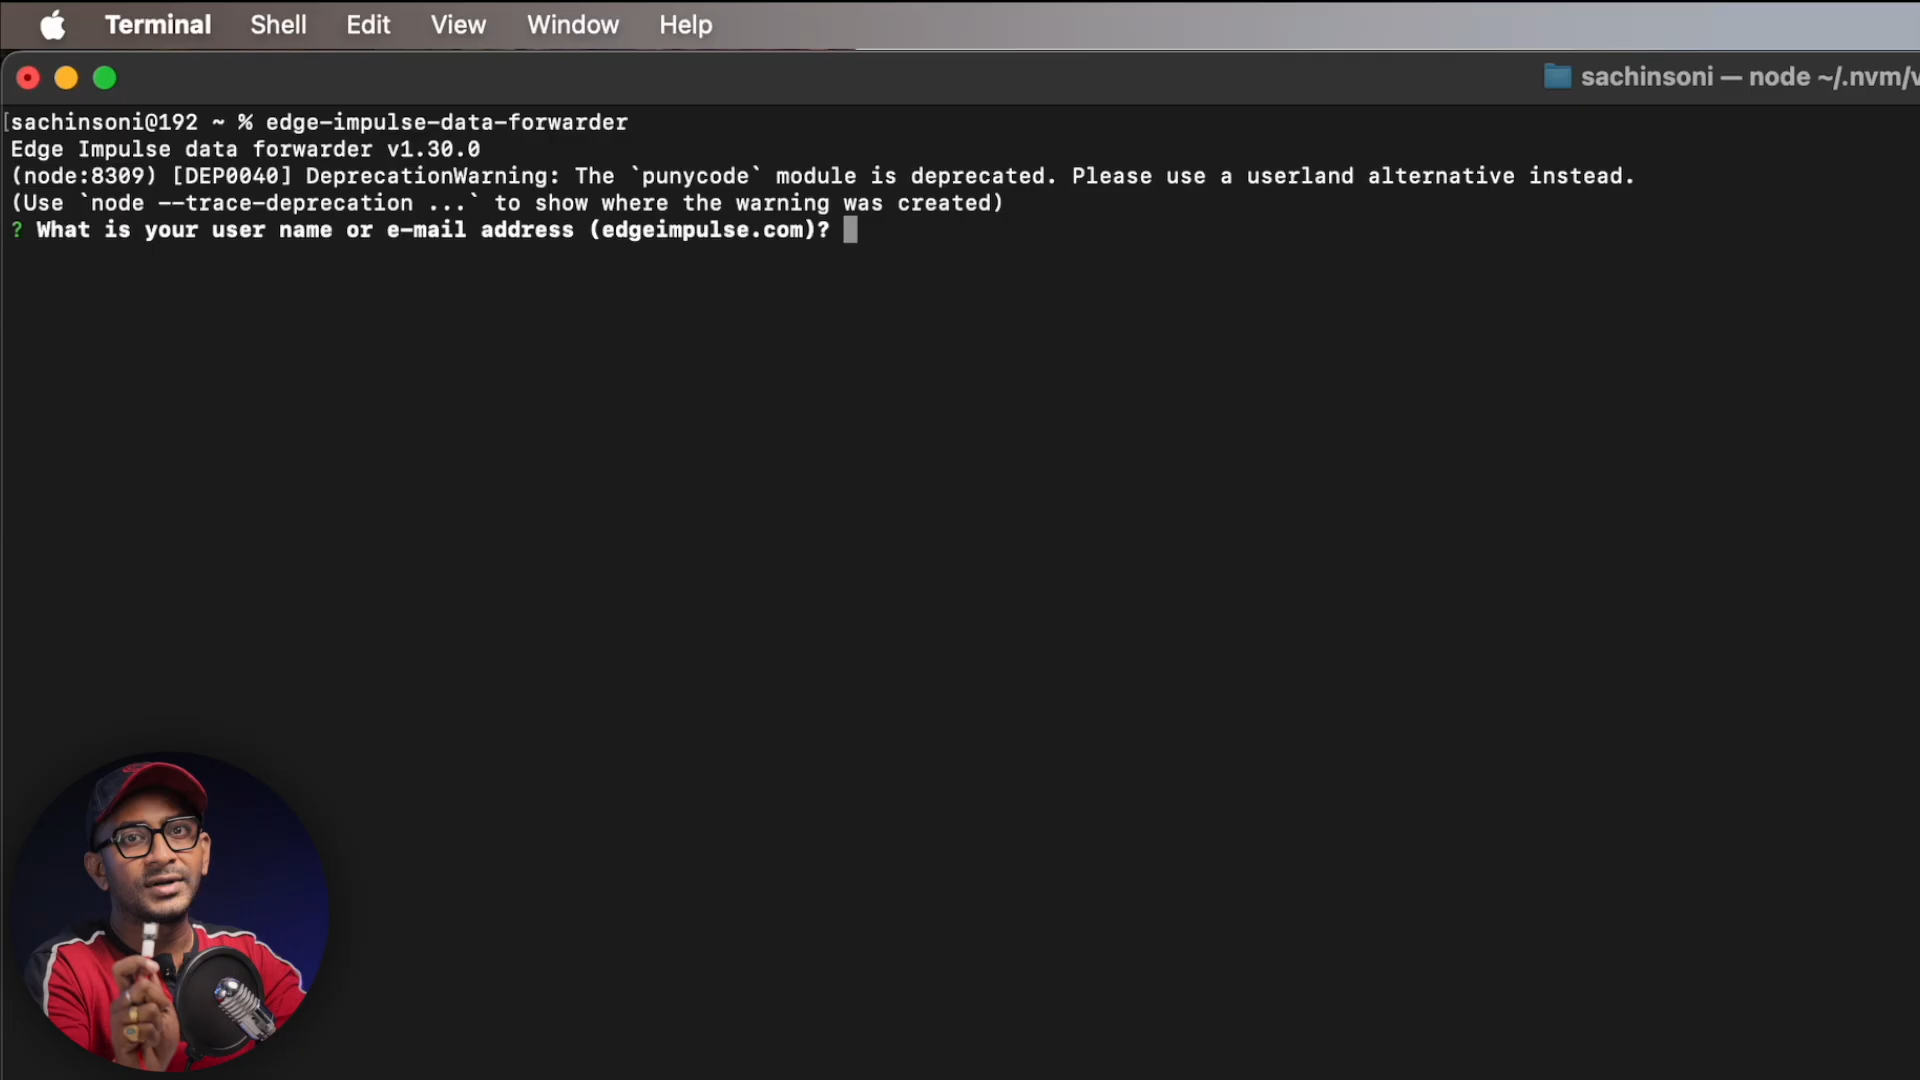 Terminal Shell Edit View Window Help
sachinsoni — node ~/.nvm/v
[sachinsoni@192 ~ % edge-impulse-data-forwarder
Edge Impulse data forwarder v1.30.0
(node:8309) [DEP0040] DeprecationWarning: The `punycode` module is deprecated. Please use a userland alternative instead.
(Use `node --trace-deprecation ...` to show where the warning was created)
? What is your user name or e-mail address (edgeimpulse.com)?